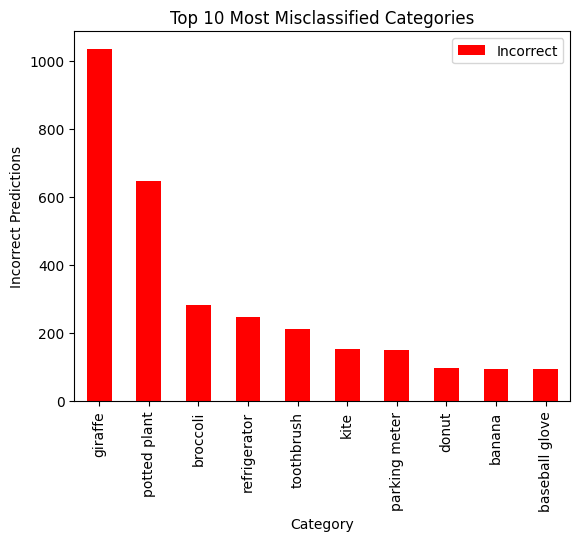 Top 10 Most Misclassified Categories
Incorrect
Incorrect Predictions
1000
800
600
400
200
0
giraffe
potted plant
broccoli
refrigerator
toothbrush
kite
parking meter
donut
banana
baseball glove
Category